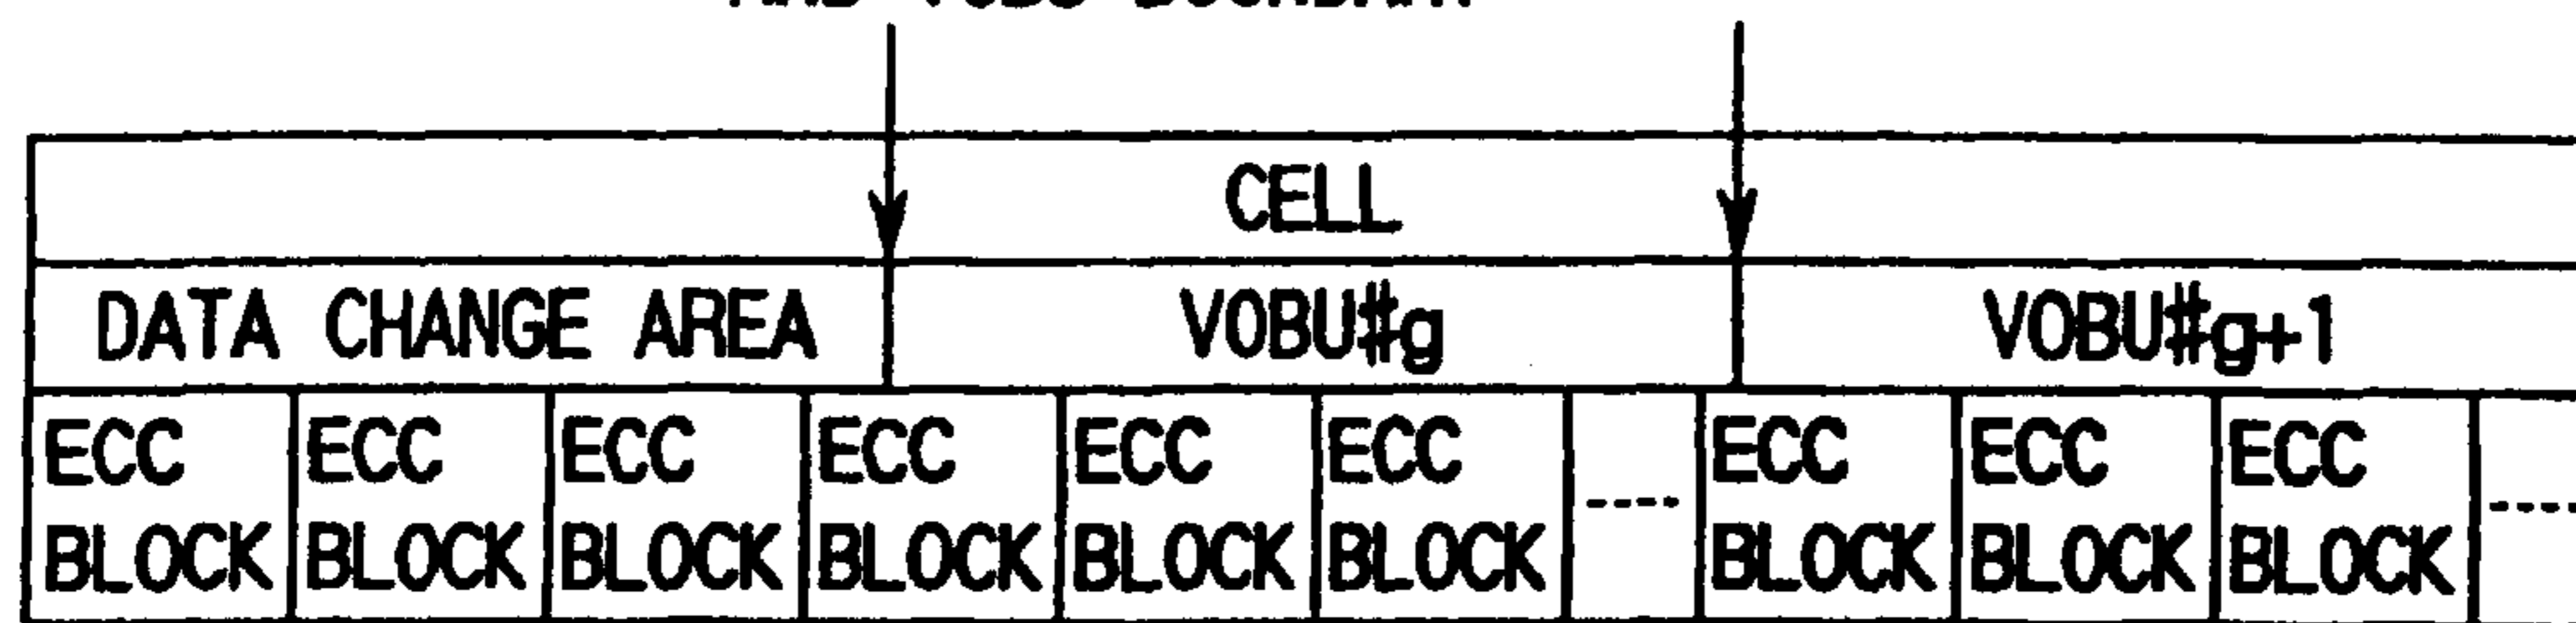 CELL
DATA CHANGE AREA VOBU#g VOBU#g+1
ECC ECC ECC ECC ECC ECC ---- ECC ECC ECC ----
BLOCK BLOCK BLOCK BLOCK BLOCK BLOCK BLOCK BLOCK BLOCK